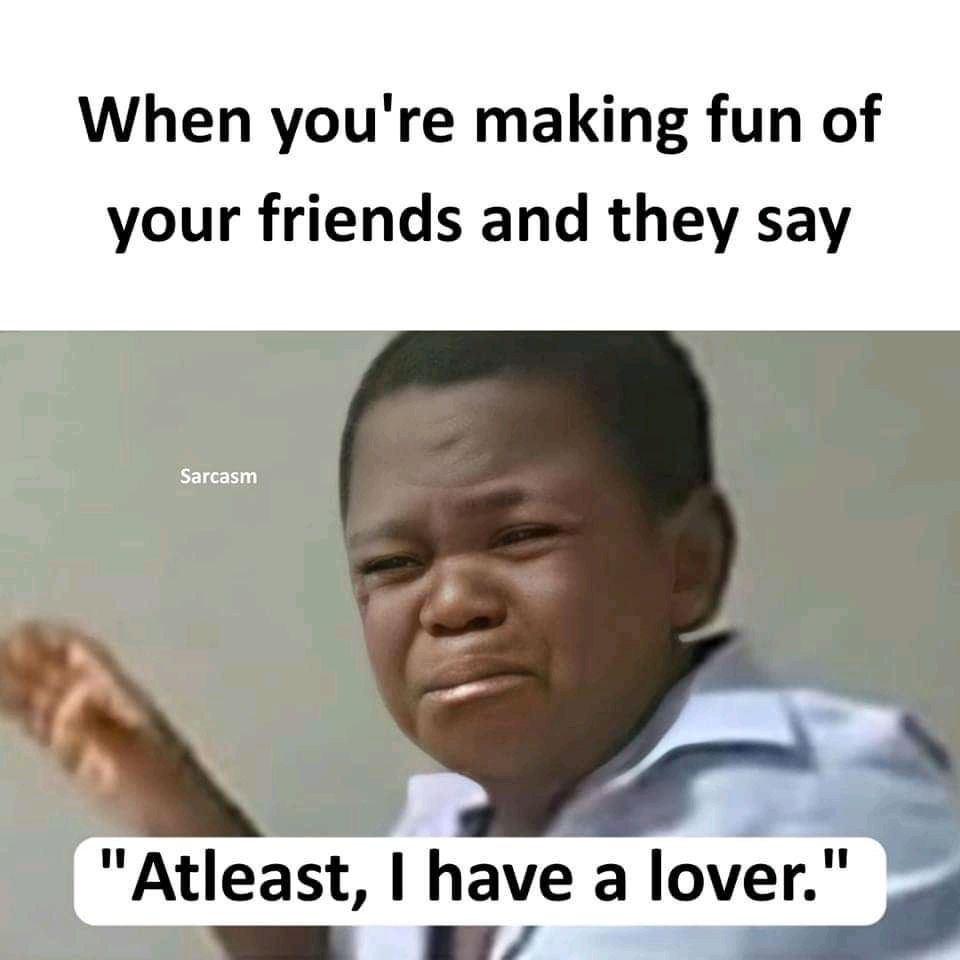 When you're making fun of
your friends and they say
Sarcasm
"Atleast, I have a lover."